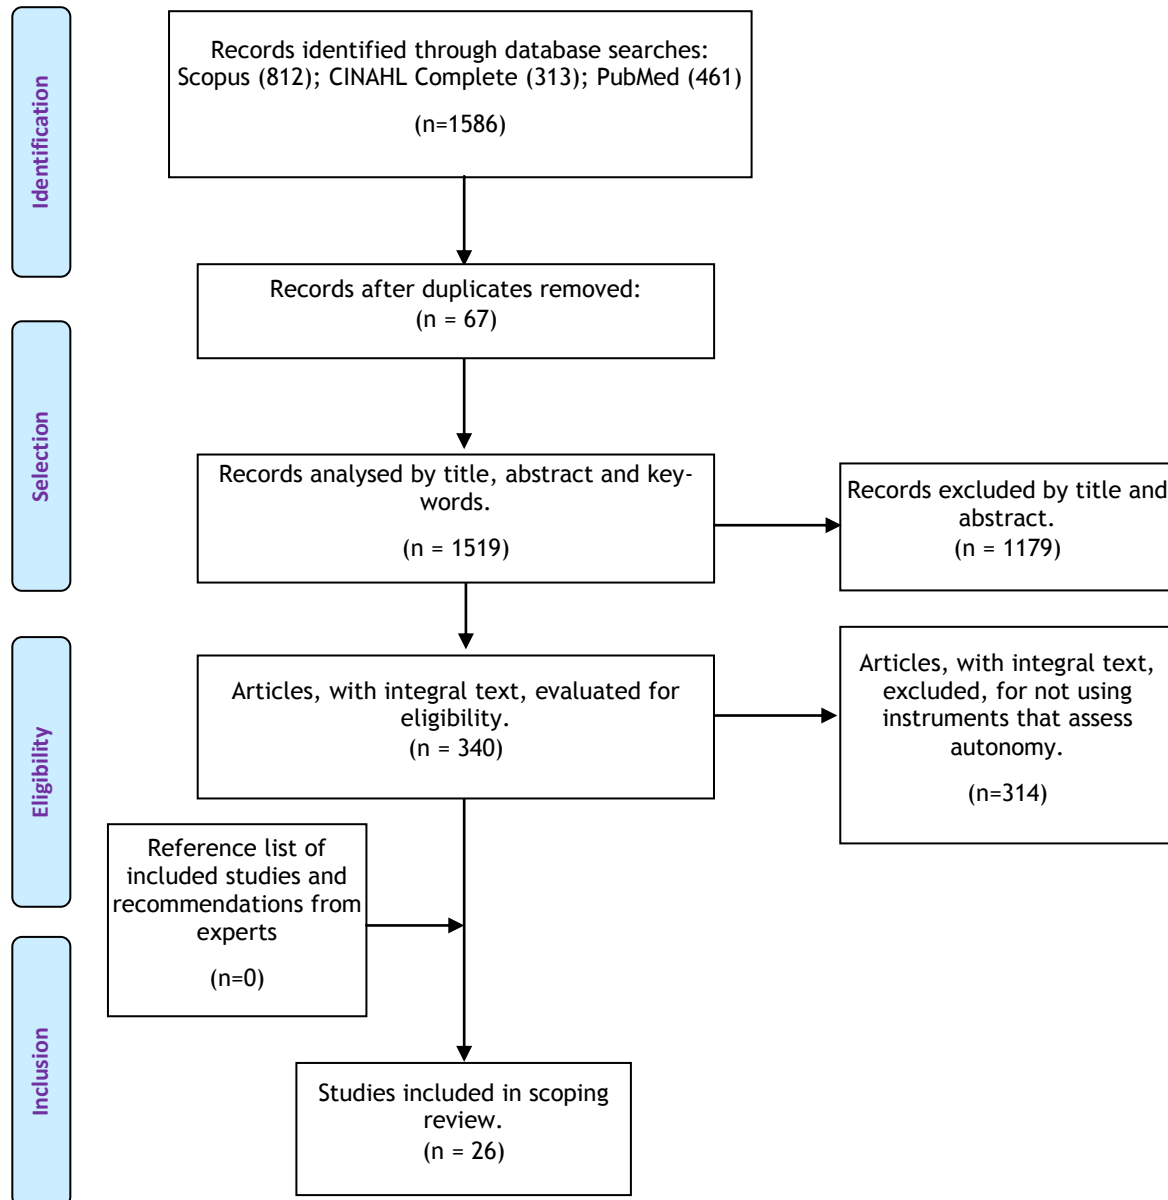 Identification
Records identified through database searches:
Scopus (812); CINAHL Complete (313); PubMed (461)
(n=1586)
Records after duplicates removed:
(n = 67)
Selection
Records analysed by title, abstract and key-
words.
(n = 1519)
Records excluded by title and
abstract.
(n = 1179)
Eligibility
Articles, with integral text, evaluated for
eligibility.
(n = 340)
Articles, with integral text,
excluded, for not using
instruments that assess
autonomy.
(n=314)
Reference list of
included studies and
recommendations from
experts
(n=0)
Inclusion
Studies included in scoping
review.
(n = 26)